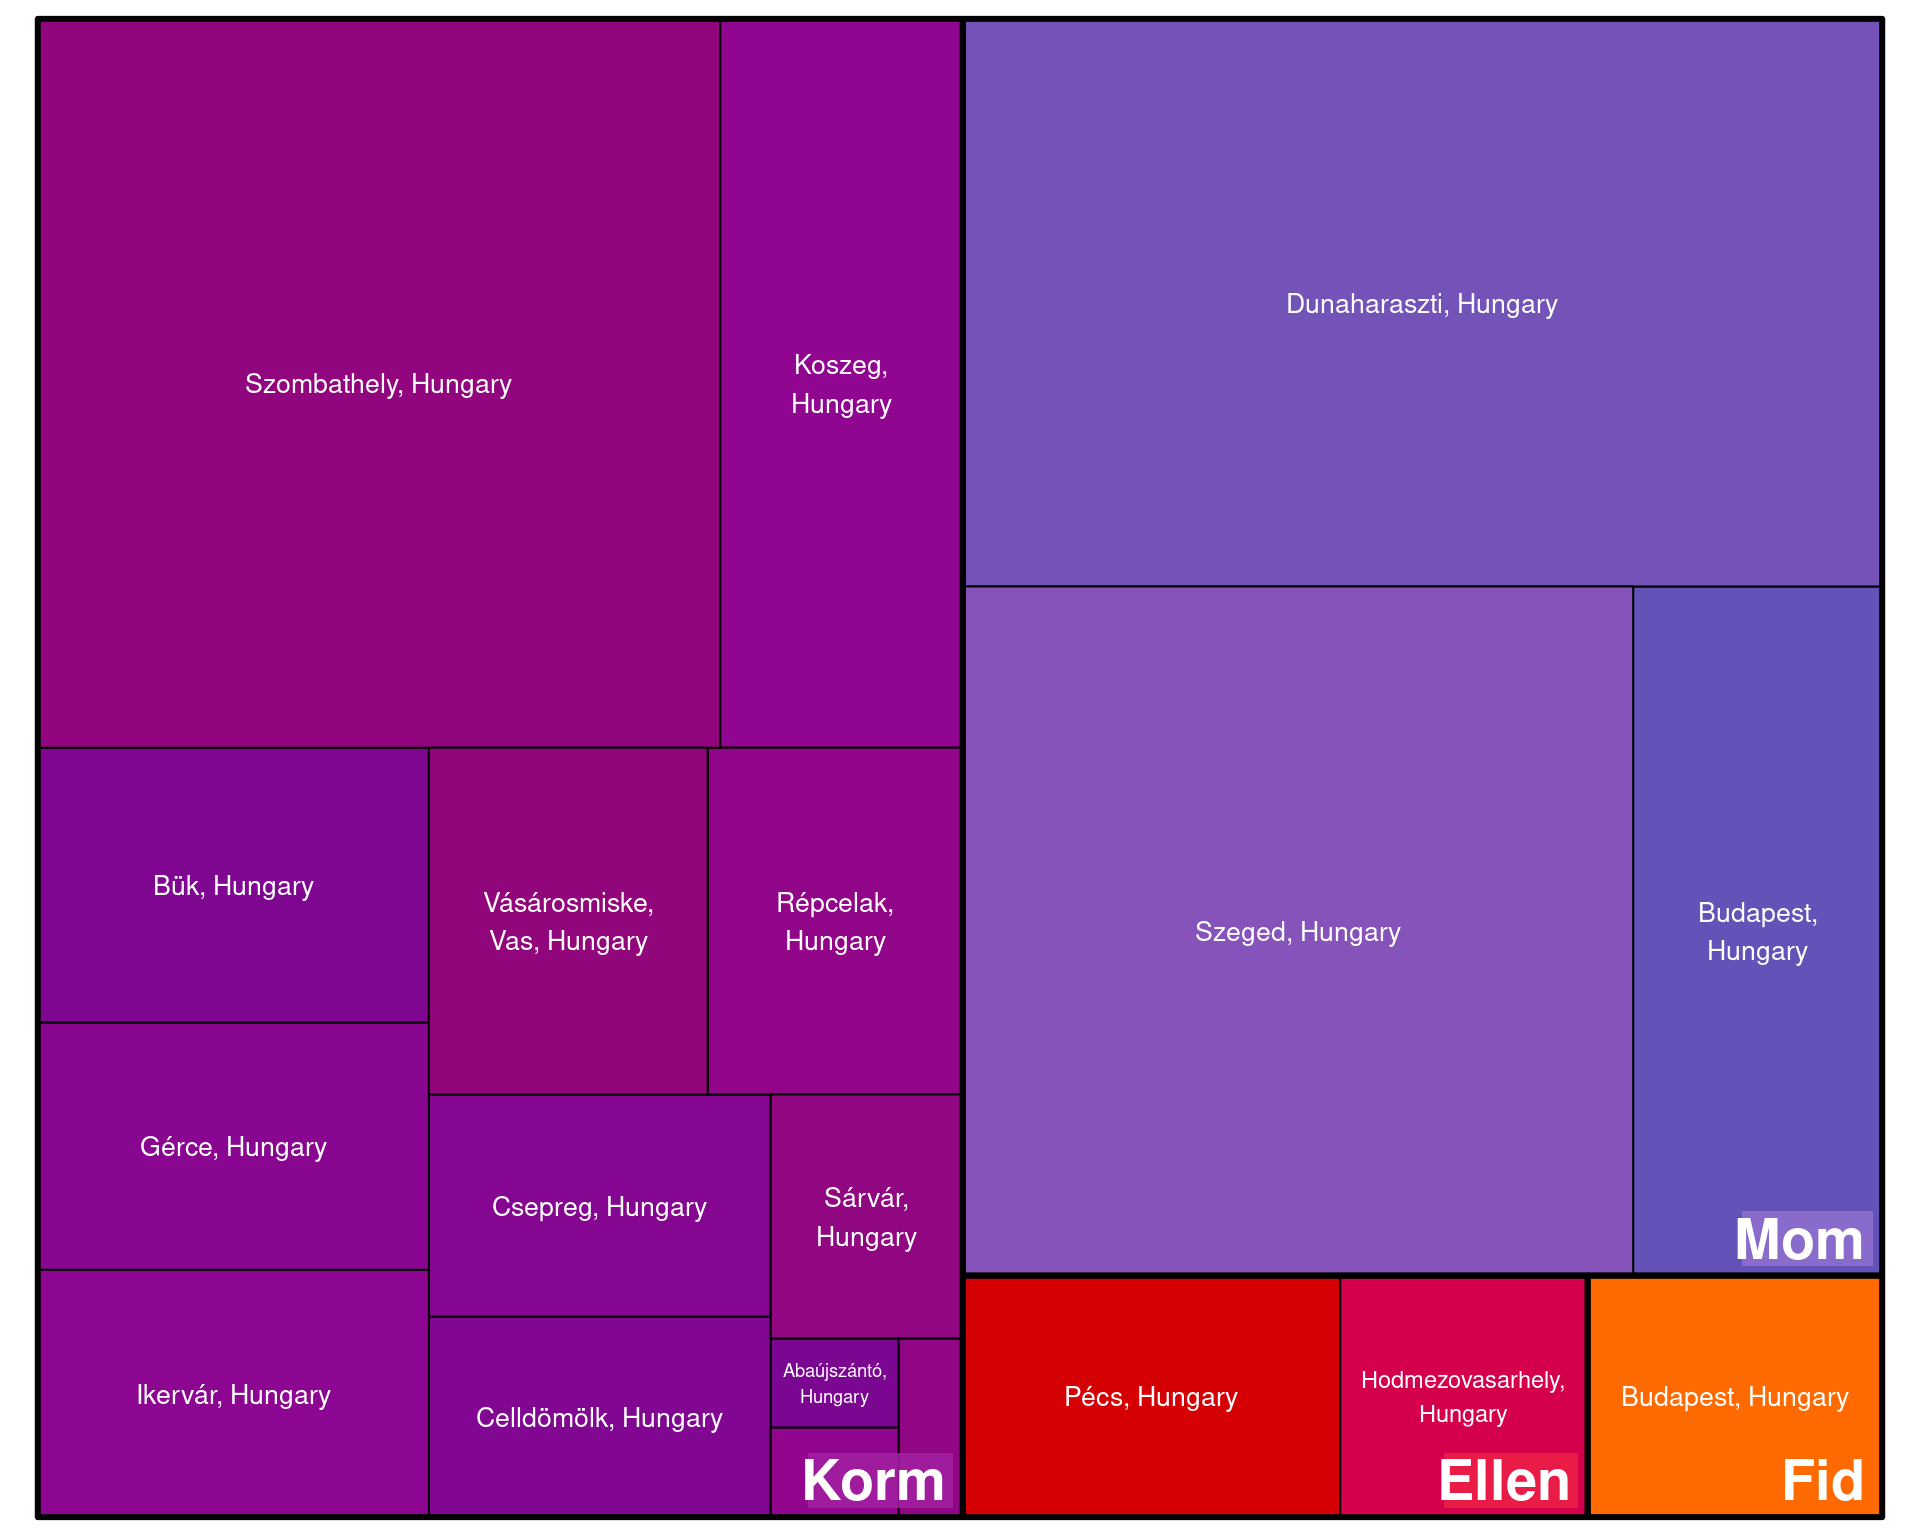 Szombathely, Hungary
Koszeg,
Hungary
Bük, Hungary
Vásárosmiske,
Vas, Hungary
Répcelak,
Hungary
Gérce, Hungary
Csepreg, Hungary
Sárvár,
Hungary
Ikervár, Hungary
Celldömölk, Hungary
Abaújszántó,
Hungary
Korm
Dunaharaszti, Hungary
Szeged, Hungary
Budapest,
Hungary
Mom
Pécs, Hungary
Hodmezovasarhely,
Hungary
Ellen
Budapest, Hungary
Fid